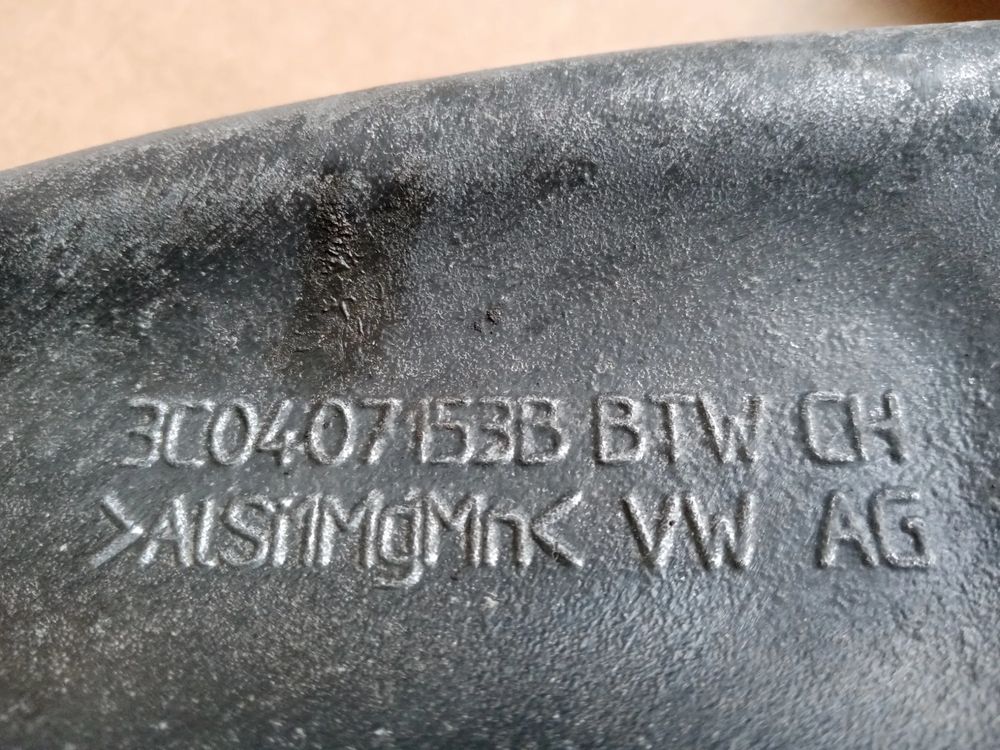 3C0407153B BTW CH
>AlSi1MgMn< VW AG